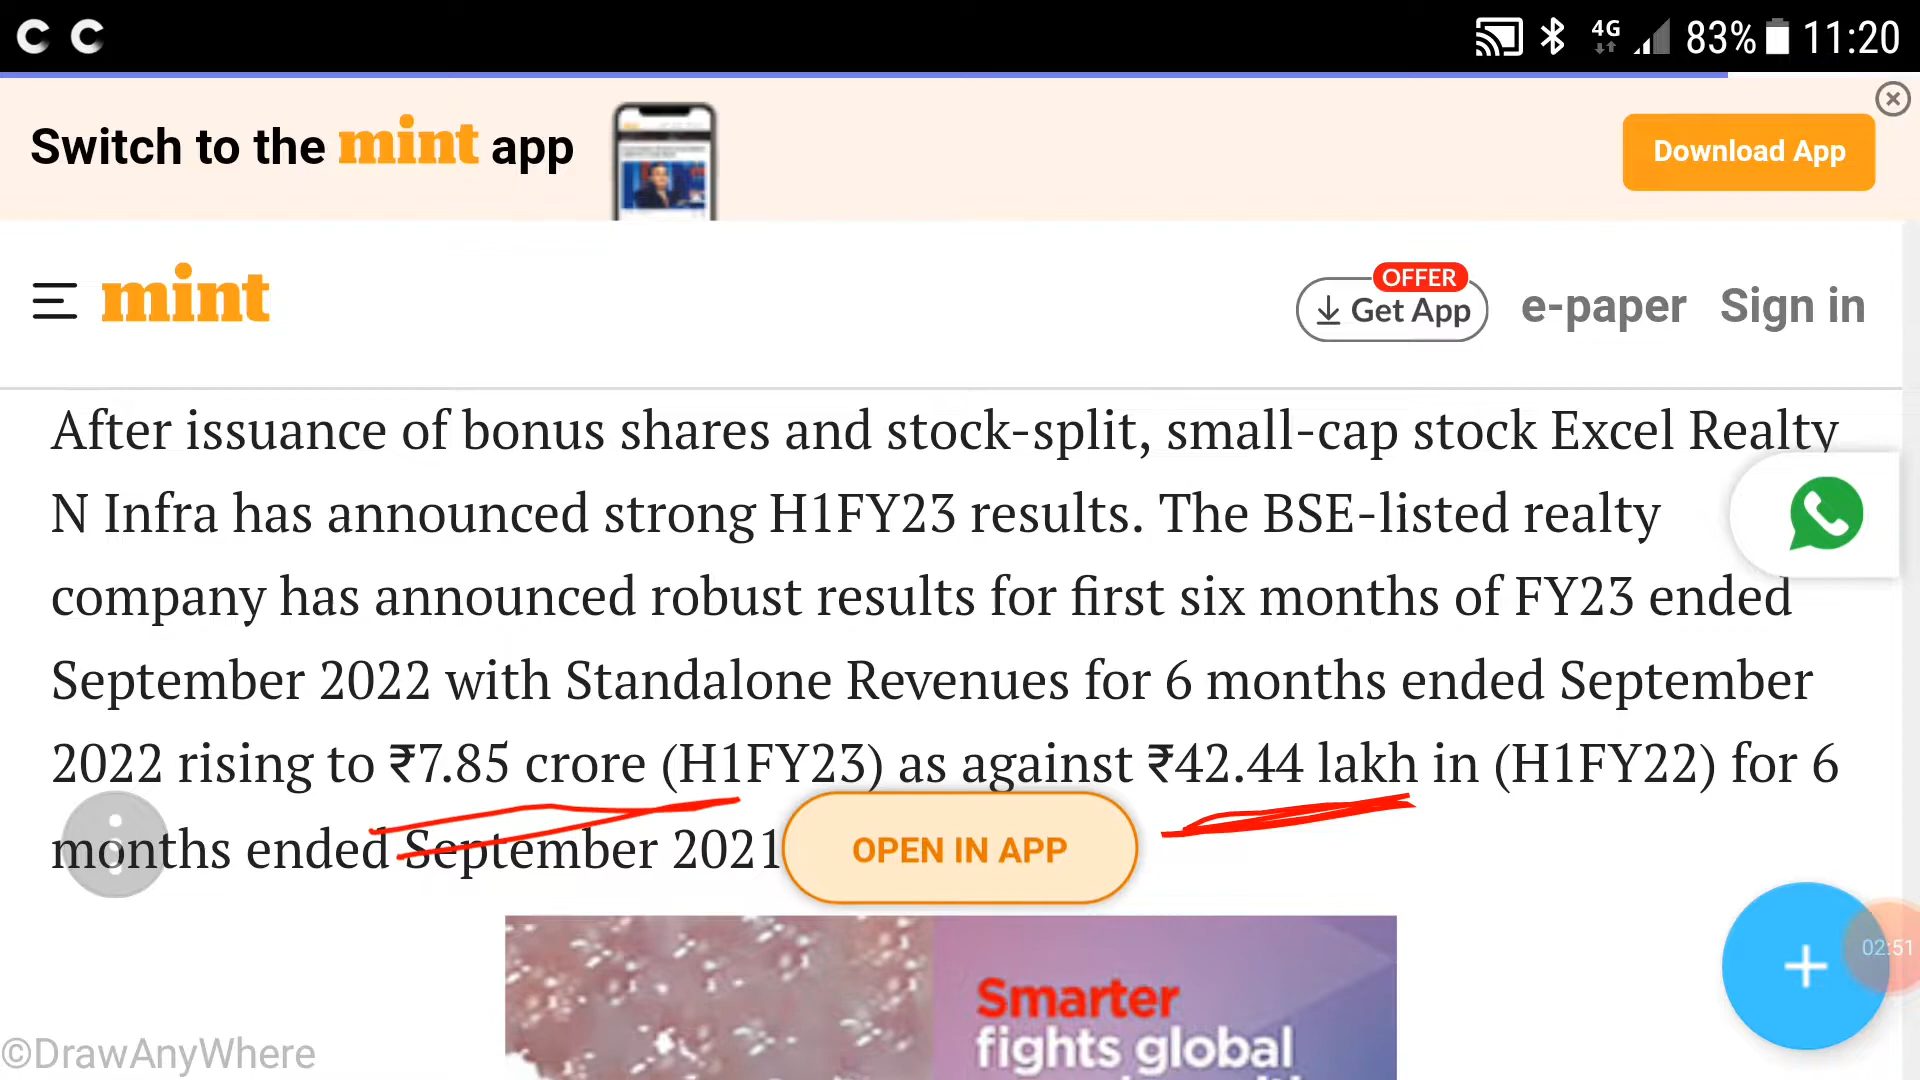 83% 11:20
4G
Switch to the mint app
Download App
mint
OFFER
Get App
e-paper Sign in
After issuance of bonus shares and stock-split, small-cap stock Excel Realty
N Infra has announced strong H1FY23 results. The BSE-listed realty
company has announced robust results for first six months of FY23 ended
September 2022 with Standalone Revenues for 6 months ended September
2022 rising to ₹7.85 crore (H1FY23) as against ₹42.44 lakh in (H1FY22) for 6
months ended September 2021
OPEN IN APP
02:51
Smarter
fights global
©DrawAnyWhere